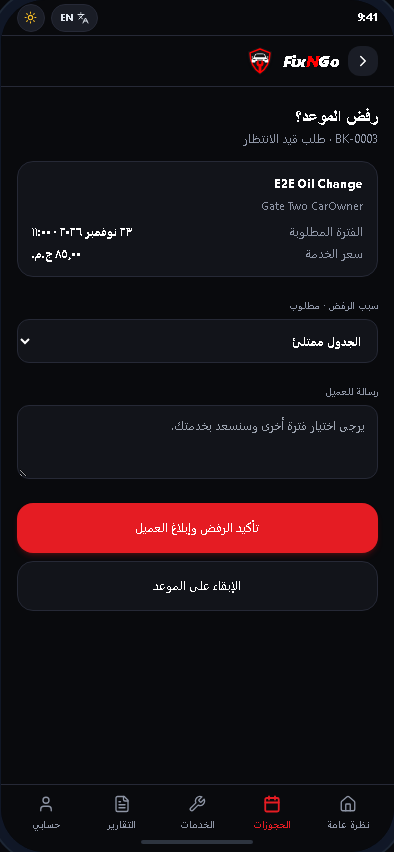 9:41
EN
FixNGo
رفض الموعد؟
BK-0003 · طلب قيد الانتظار
E2E Oil Change
Gate Two CarOwner
الفترة المطلوبة ٢٣ نوفمبر ٢٠٢٦ · ١١:٠٠
سعر الخدمة ٨٥٫٠٠ ج.م.
سبب الرفض · مطلوب
الجدول ممتلئ
رسالة للعميل
يرجى اختيار فترة أخرى وسنسعد بخدمتك.
تأكيد الرفض وإبلاغ العميل
الإبقاء على الموعد
نظرة عامة الحجوزات الخدمات التقارير حسابي